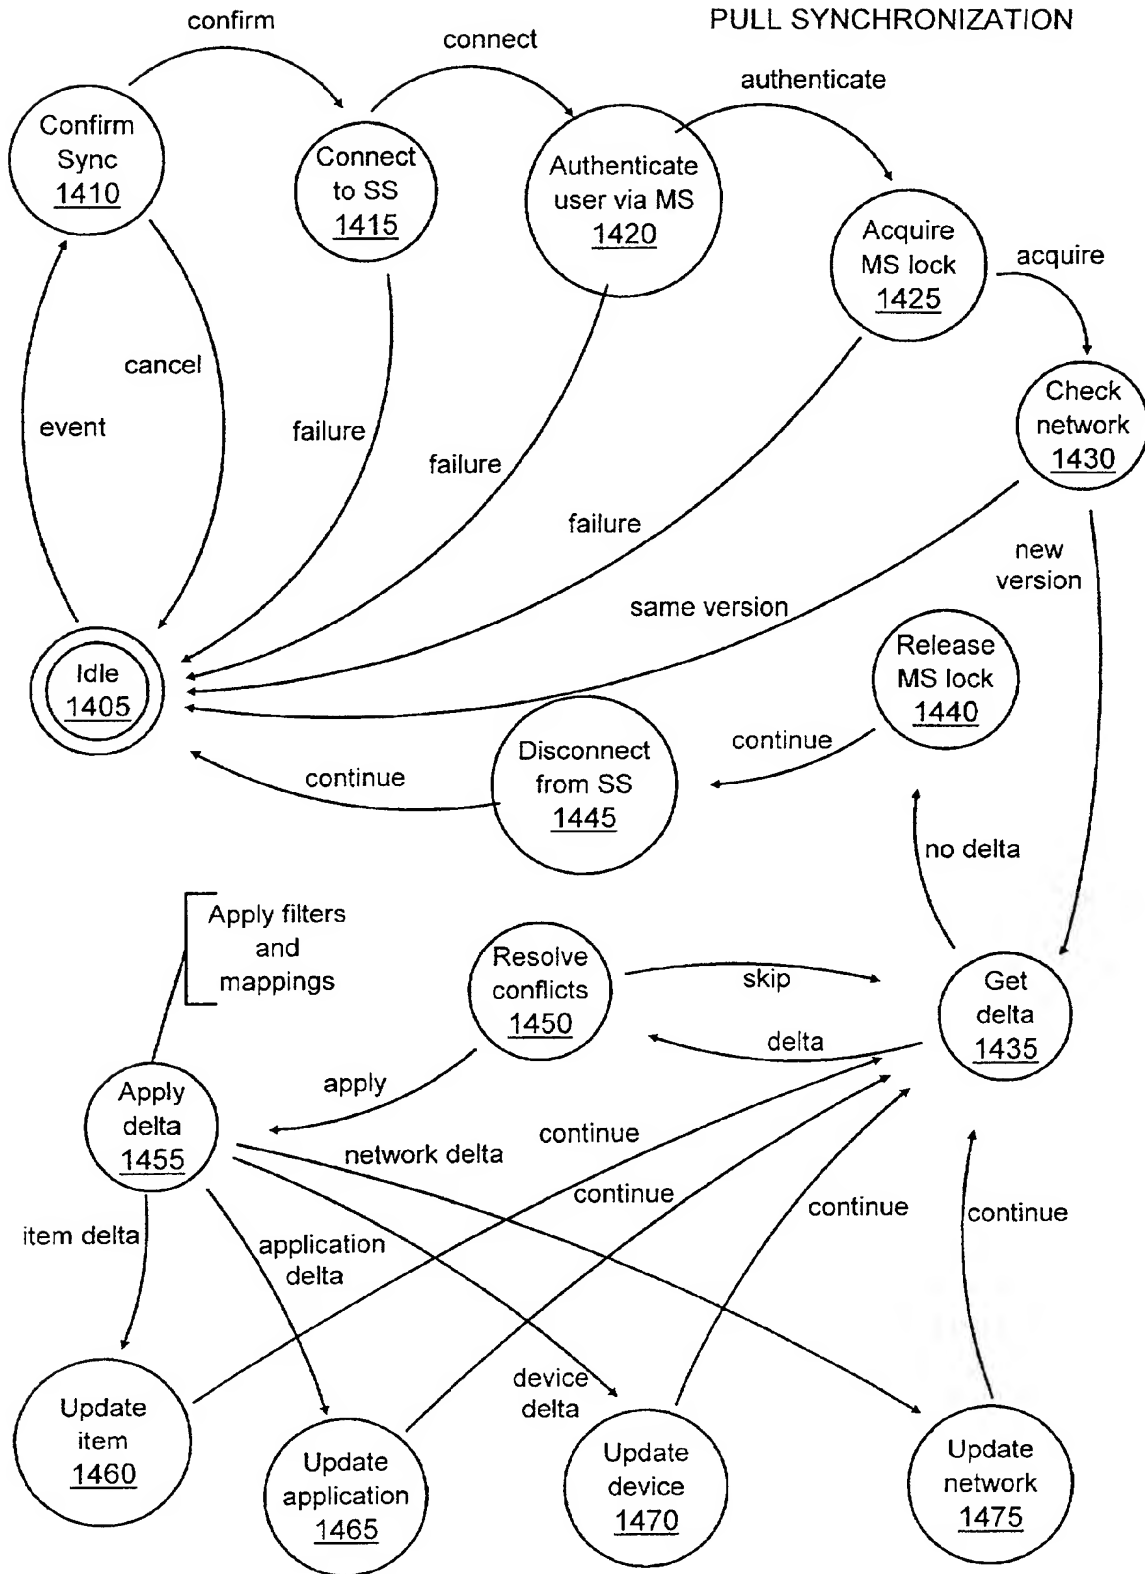 PULL SYNCHRONIZATION
confirm
connect
authenticate
Confirm
Sync
1410
Connect
to SS
1415
Authenticate
user via MS
1420
Acquire
MS lock
1425
acquire
Check
network
1430
cancel
event
failure
failure
failure
new
version
same version
Idle
1405
Release
MS lock
1440
Disconnect
from SS
1445
continue
continue
no delta
Apply filters
and
mappings
Resolve
conflicts
1450
skip
Get
delta
1435
delta
apply
Apply
delta
1455
network delta
continue
continue
continue
continue
item delta
application
delta
device
delta
Update
item
1460
Update
application
1465
Update
device
1470
Update
network
1475